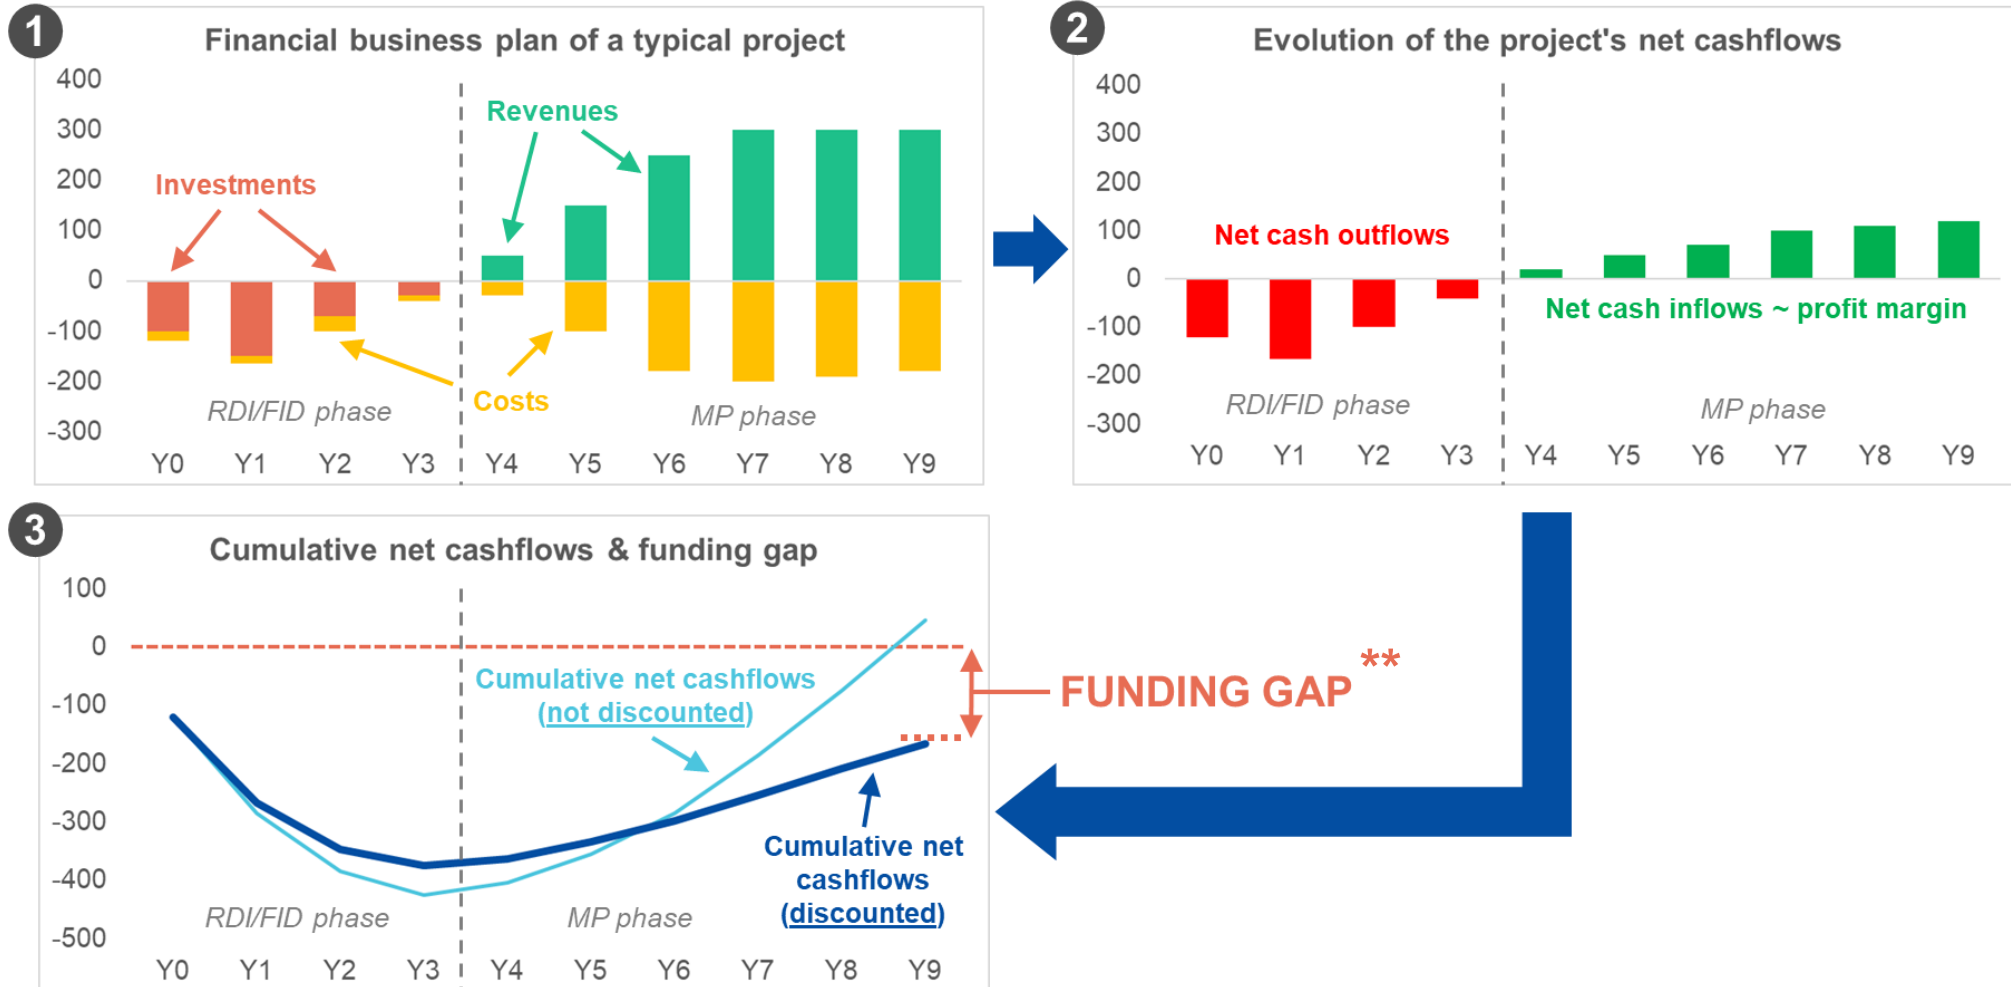 1
Financial business plan of a typical project
400
300
200
100
0
-100
-200
-300
Revenues
Investments
Costs
RDI/FID phase
MP phase
Y0 Y1 Y2 Y3 Y4 Y5 Y6 Y7 Y8 Y9
2
Evolution of the project's net cashflows
400
300
200
100
0
-100
-200
-300
Net cash outflows
Net cash inflows ~ profit margin
RDI/FID phase
MP phase
Y0 Y1 Y2 Y3 Y4 Y5 Y6 Y7 Y8 Y9
3
Cumulative net cashflows & funding gap
100
0
-100
-200
-300
-400
-500
Cumulative net cashflows
(not discounted)
Cumulative net
cashflows
(discounted)
RDI/FID phase
MP phase
Y0 Y1 Y2 Y3 Y4 Y5 Y6 Y7 Y8 Y9
FUNDING GAP **